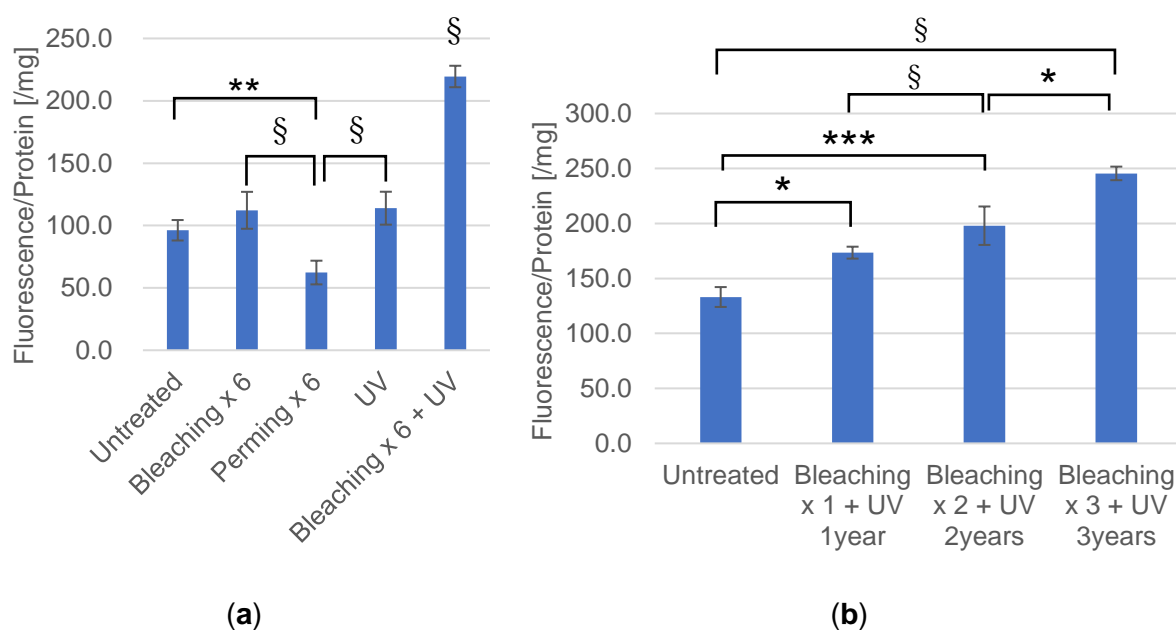 Fluorescence/Protein [/mg]
250.0
200.0
150.0
100.0
50.0
0.0
**
§
§
§
Untreated
Bleaching x 6
Perming x 6
UV
Bleaching x 6 + UV
(a)
Fluorescence/Protein [/mg]
300.0
250.0
200.0
150.0
100.0
50.0
0.0
§
§
*
***
*
Untreated
Bleaching
x 1 + UV
1year
Bleaching
x 2 + UV
2years
Bleaching
x 3 + UV
3years
(b)